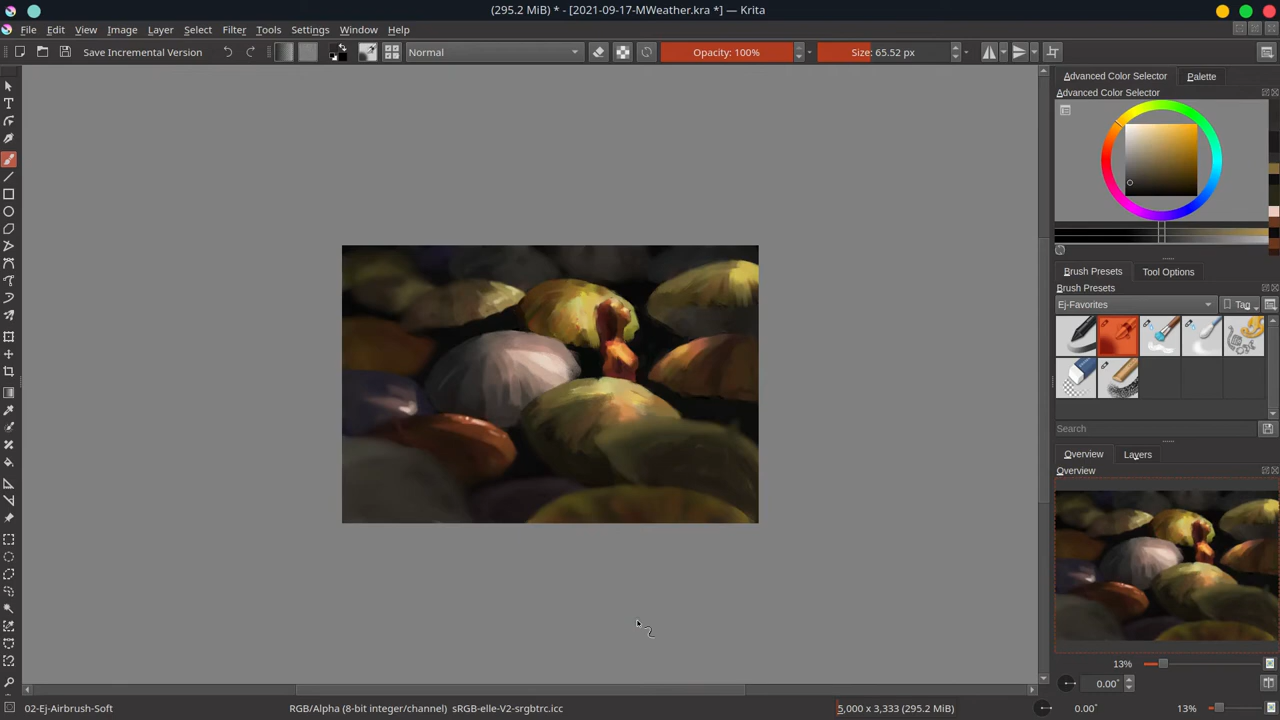 (295.2 MiB) * - [2021-09-17-MWeather.kra *] — Krita
File Edit View Image Layer Select Filter Tools Settings Window Help
Save Incremental Version Normal Opacity: 100% Size: 65.52 px
Advanced Color Selector Palette
Advanced Color Selector
Brush Presets Tool Options
Brush Presets
Ej-Favorites Tag
Search
Overview Layers
Overview
13%
0.00°
02-Ej-Airbrush-Soft RGB/Alpha (8-bit integer/channel) sRGB-elle-V2-srgbtrc.icc 5,000 x 3,333 (295.2 MiB) 0.00° 13%